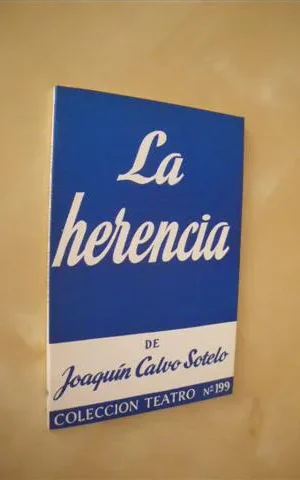 La
herencia
DE
Joaquín Calvo Sotelo
COLECCION TEATRO Nº 199